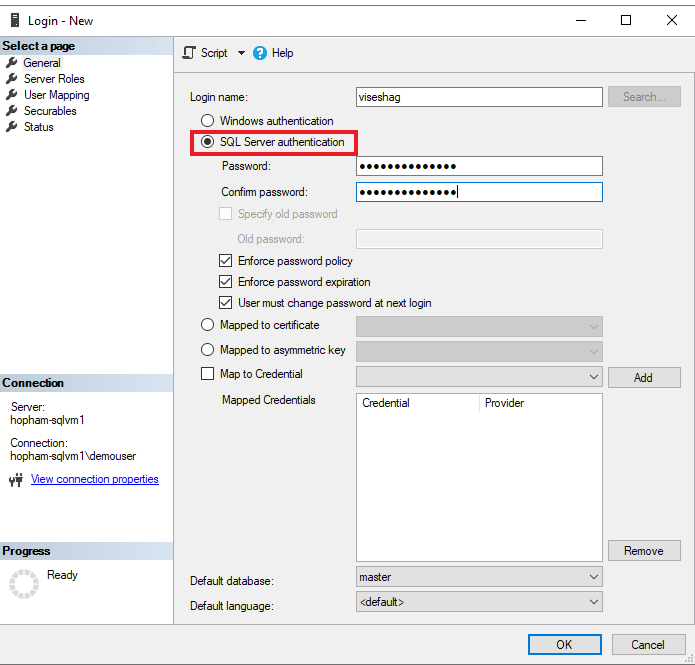 Login - New
Select a page
General
Server Roles
User Mapping
Securables
Status
Script
Help
Login name:
viseshag
Search...
Windows authentication
SQL Server authentication
Password:
●●●●●●●●●●●●●●
Confirm password:
●●●●●●●●●●●●●●
Specify old password
Old password:
Enforce password policy
Enforce password expiration
User must change password at next login
Mapped to certificate
Mapped to asymmetric key
Map to Credential
Add
Mapped Credentials
Credential Provider
Remove
Default database:
master
Default language:
<default>
Connection
Server:
hopham-sqlvm1
Connection:
hopham-sqlvm1\demouser
View connection properties
Progress
Ready
OK
Cancel